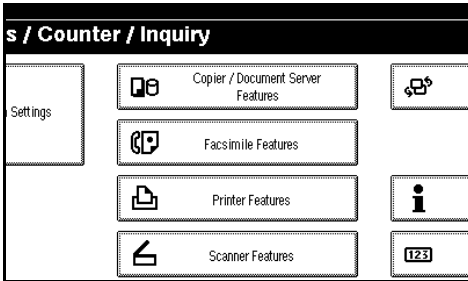 s / Counter / Inquiry
Copier / Document Server
Features
Settings
Facsimile Features
Printer Features
Scanner Features
123